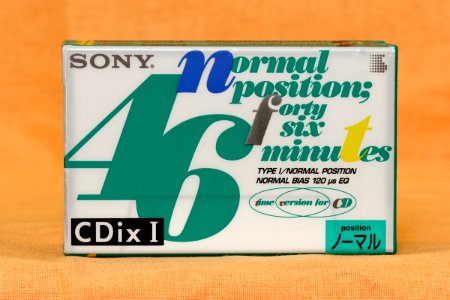 SONY.
46
normal
position;
forty
six
minutes
TYPE I/NORMAL POSITION
NORMAL BIAS 120 µs EQ
time version for CD
CDix I
position
ノーマル